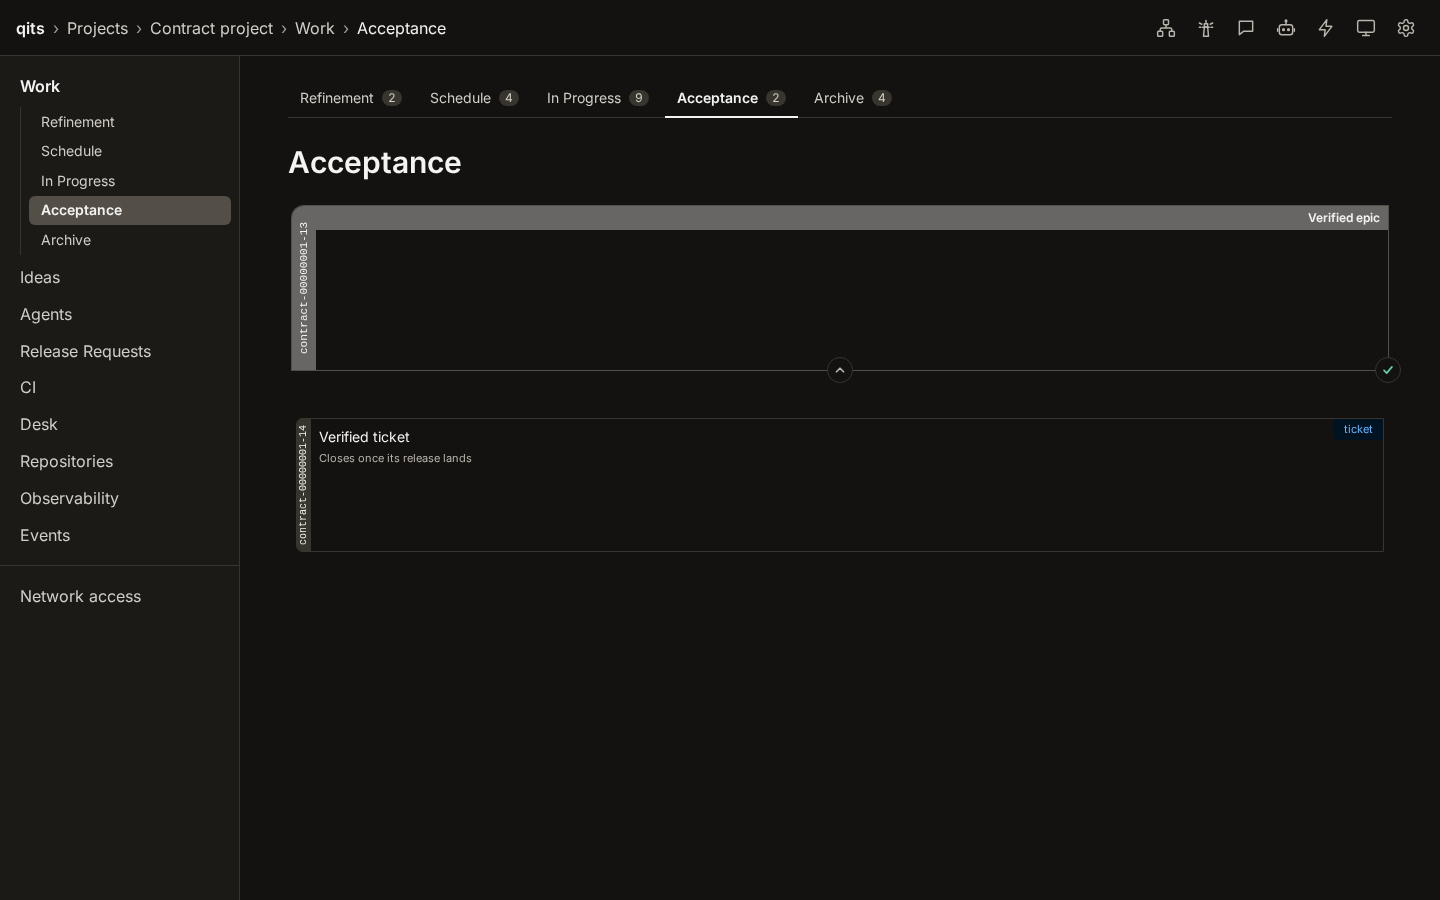 qits › Projects › Contract project › Work › Acceptance
Work
Refinement
Schedule
In Progress
Acceptance
Archive
Ideas
Agents
Release Requests
CI
Desk
Repositories
Observability
Events
Network access
Refinement 2 Schedule 4 In Progress 9 Acceptance 2 Archive 4
Acceptance
Verified epic
contract-00000001-13
contract-00000001-14
Verified ticket
ticket
Closes once its release lands